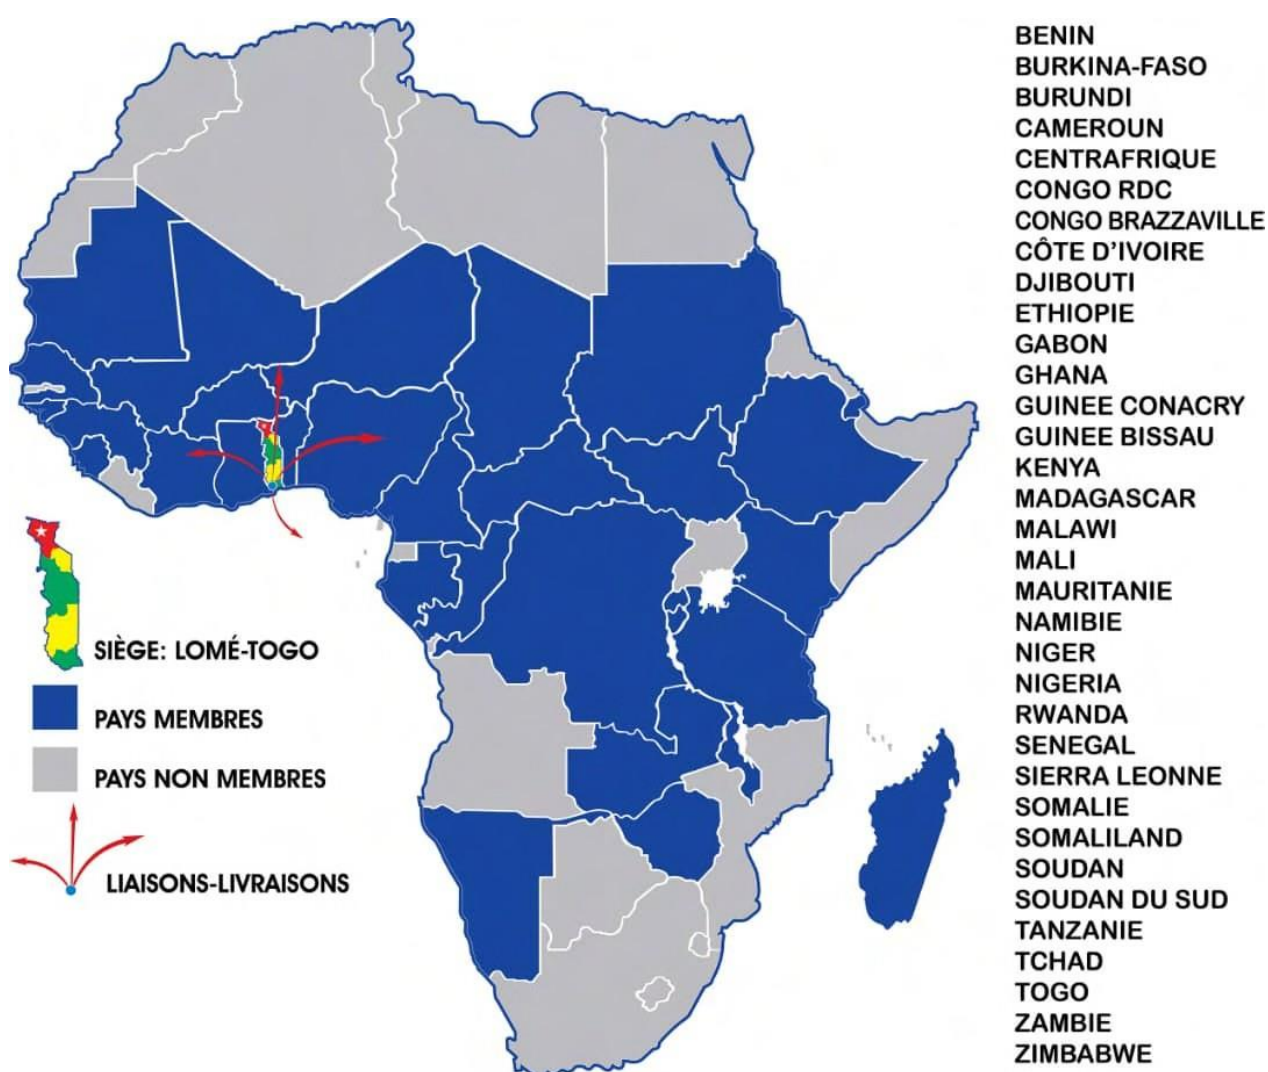 BENIN
BURKINA-FASO
BURUNDI
CAMEROUN
CENTRAFRIQUE
CONGO RDC
CONGO BRAZZAVILLE
CÔTE D'IVOIRE
DJIBOUTI
ETHIOPIE
GABON
GHANA
GUINEE CONACRY
GUINEE BISSAU
KENYA
MADAGASCAR
MALAWI
MALI
MAURITANIE
NAMIBIE
NIGER
NIGERIA
RWANDA
SENEGAL
SIERRA LEONNE
SOMALIE
SOMALILAND
SOUDAN
SOUDAN DU SUD
TANZANIE
TCHAD
TOGO
ZAMBIE
ZIMBABWE
SIÈGE: LOMÉ-TOGO
PAYS MEMBRES
PAYS NON MEMBRES
LIAISONS-LIVRAISONS